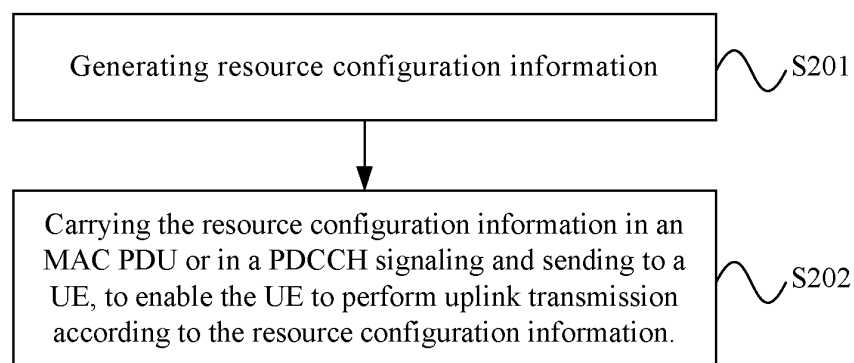 Generating resource configuration information
S201
Carrying the resource configuration information in an
MAC PDU or in a PDCCH signaling and sending to a
UE, to enable the UE to perform uplink transmission
according to the resource configuration information.
S202